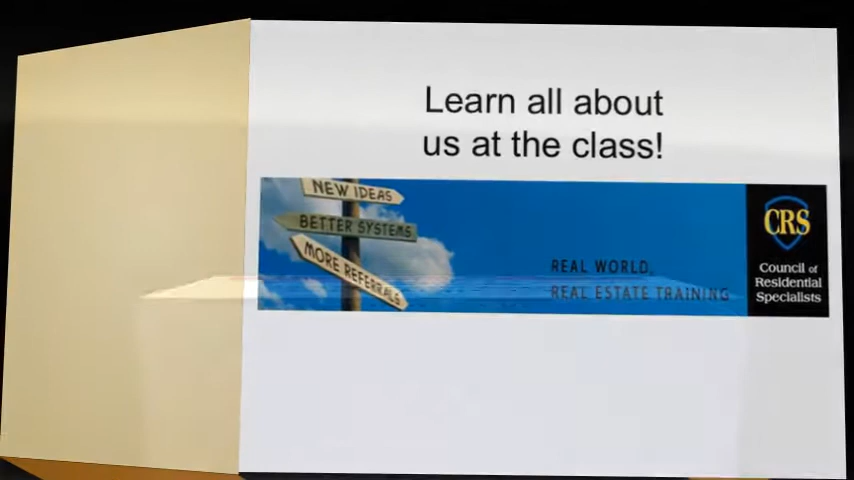 Learn all about
us at the class!
NEW IDEAS
BETTER SYSTEMS
MORE REFERRALS
REAL WORLD,
REAL ESTATE TRAINING
CRS
Council of
Residential
Specialists